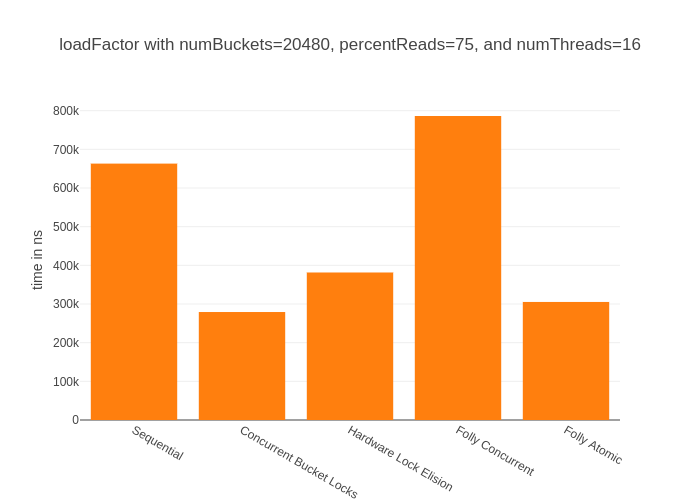 loadFactor with numBuckets=20480, percentReads=75, and numThreads=16
time in ns
800k
700k
600k
500k
400k
300k
200k
100k
0
Sequential
Concurrent Bucket Locks
Hardware Lock Elision
Folly Concurrent
Folly Atomic